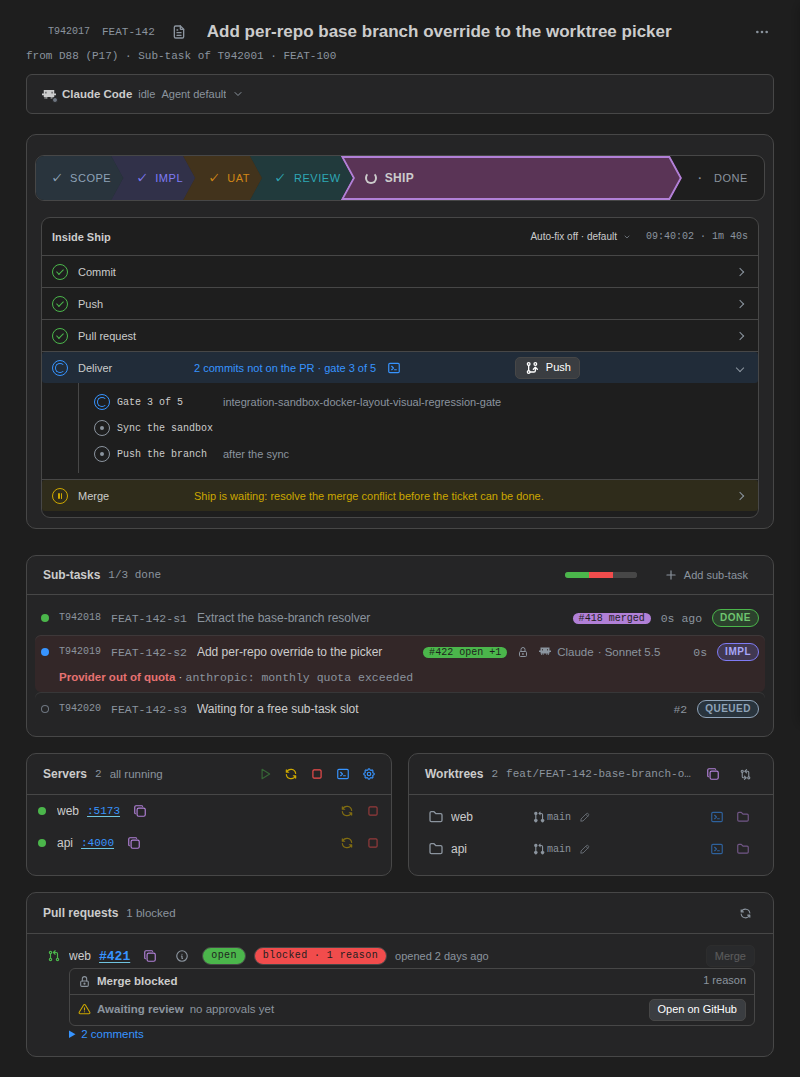 T942017 FEAT-142 Add per-repo base branch override to the worktree picker
from D88 (P17) · Sub-task of T942001 · FEAT-100
Claude Code idle Agent default
SCOPE IMPL UAT REVIEW SHIP DONE
Inside Ship Auto-fix off · default 09:40:02 · 1m 40s
Commit
Push
Pull request
Deliver 2 commits not on the PR · gate 3 of 5 Push
Gate 3 of 5 integration-sandbox-docker-layout-visual-regression-gate
Sync the sandbox
Push the branch after the sync
Merge Ship is waiting: resolve the merge conflict before the ticket can be done.
Sub-tasks 1/3 done Add sub-task
T942018 FEAT-142-s1 Extract the base-branch resolver #418 merged 0s ago DONE
T942019 FEAT-142-s2 Add per-repo override to the picker #422 open +1 Claude · Sonnet 5.5 0s IMPL
Provider out of quota · anthropic: monthly quota exceeded
T942020 FEAT-142-s3 Waiting for a free sub-task slot #2 QUEUED
Servers 2 all running
web :5173
api :4000
Worktrees 2 feat/FEAT-142-base-branch-o…
web main
api main
Pull requests 1 blocked
web #421 open blocked · 1 reason opened 2 days ago Merge
Merge blocked 1 reason
Awaiting review no approvals yet Open on GitHub
2 comments